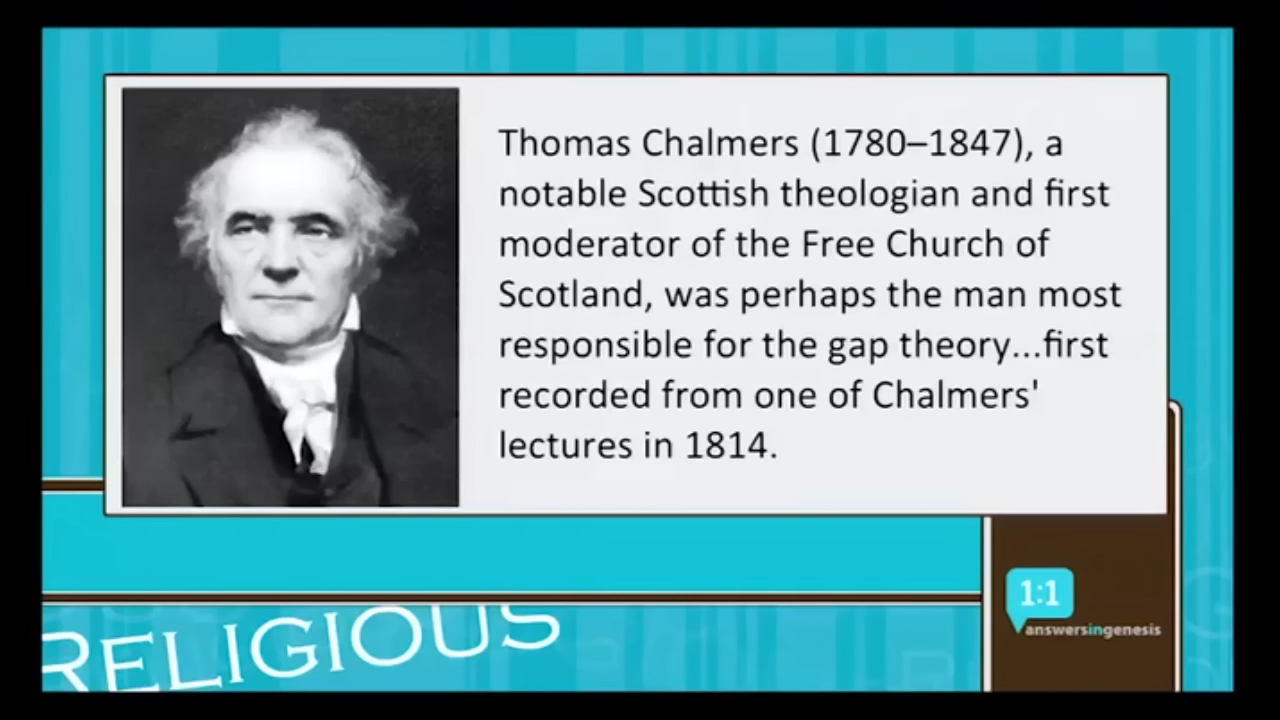 Thomas Chalmers (1780–1847), a
notable Scottish theologian and first
moderator of the Free Church of
Scotland, was perhaps the man most
responsible for the gap theory...first
recorded from one of Chalmers'
lectures in 1814.
1:1
answersingenesis
RELIGIOUS